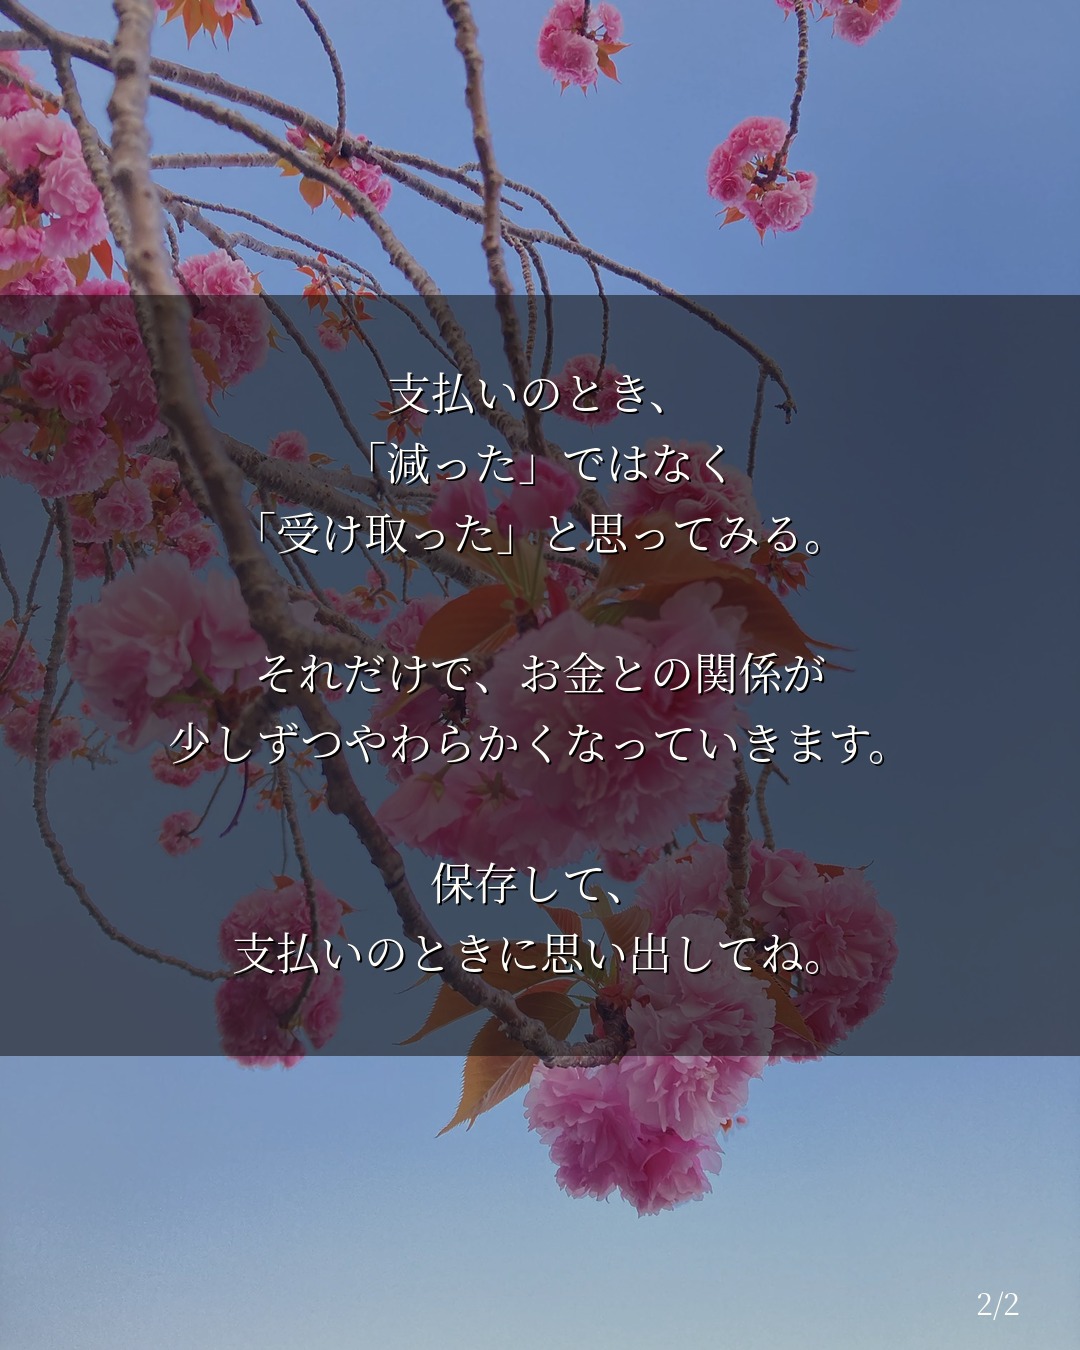 支払いのとき、
「減った」ではなく
「受け取った」と思ってみる。
それだけで、お金との関係が
少しずつやわらかくなっていきます。
保存して、
支払いのときに思い出してね。
2/2